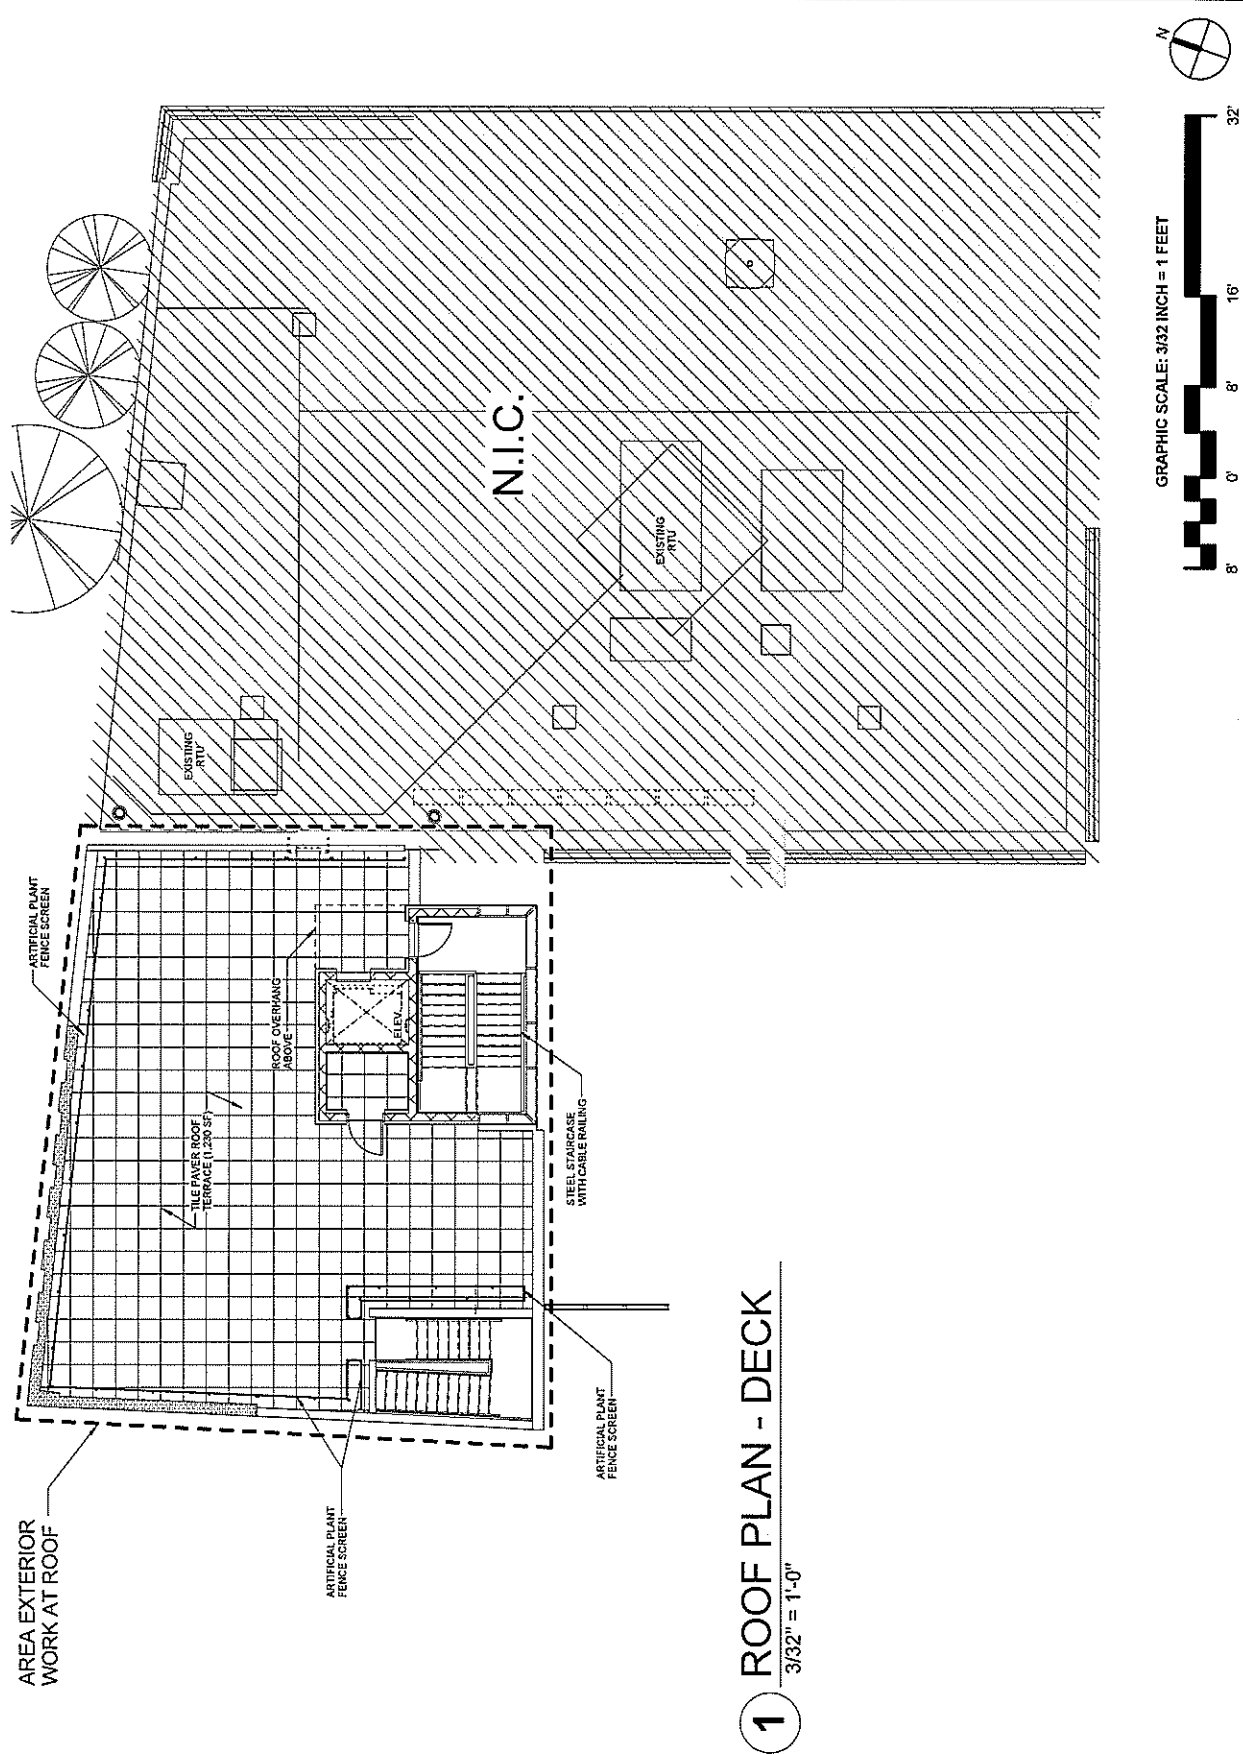 AREA EXTERIOR
WORK AT ROOF
ARTIFICIAL PLANT
FENCE SCREEN
ARTIFICIAL PLANT
FENCE SCREEN
TILE PAVER ROOF
TERRACE (1,230 SF)
ROOF OVERHANG
ABOVE
ELEV.
STEEL STAIRCASE
WITH CABLE RAILING
ARTIFICIAL PLANT
FENCE SCREEN
EXISTING
RTU
EXISTING
RTU
N.I.C.
1
ROOF PLAN - DECK
3/32" = 1'-0"
GRAPHIC SCALE: 3/32 INCH = 1 FEET
8' 0' 8' 16' 32'
N